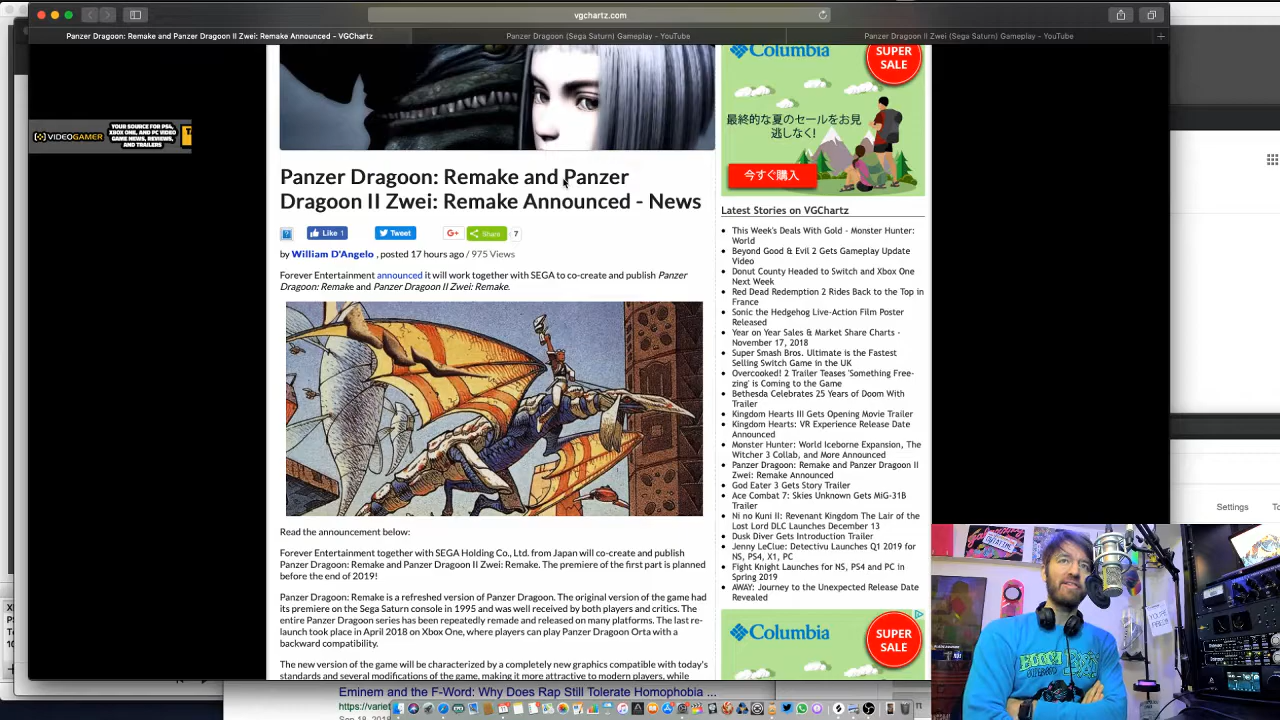 vgchartz.com
Panzer Dragoon: Remake and Panzer Dragoon II Zwei: Remake Announced - VGChartz
Panzer Dragoon (Sega Saturn) Gameplay - YouTube
Panzer Dragoon II Zwei (Sega Saturn) Gameplay - YouTube
VIDEOGAMER
YOUR SOURCE FOR PS4,
XBOX ONE, AND PC VIDEO
GAME NEWS, REVIEWS,
AND TRAILERS
Panzer Dragoon: Remake and Panzer
Dragoon II Zwei: Remake Announced - News
Like 1
Tweet
G+
Share
7
by William D'Angelo , posted 17 hours ago / 975 Views
Forever Entertainment announced it will work together with SEGA to co-create and publish Panzer
Dragoon: Remake and Panzer Dragoon II Zwei: Remake.
Read the announcement below:
Forever Entertainment together with SEGA Holding Co., Ltd. from Japan will co-create and publish
Panzer Dragoon: Remake and Panzer Dragoon II Zwei: Remake. The premiere of the first part is planned
before the end of 2019!
Panzer Dragoon: Remake is a refreshed version of Panzer Dragoon. The original version of the game had
its premiere on the Sega Saturn console in 1995 and was well received by both players and critics. The
entire Panzer Dragoon series has been repeatedly remade and released on many platforms. The last re-
launch took place in April 2018 on Xbox One, where players can play Panzer Dragoon Orta with a
backward compatibility.
The new version of the game will be characterized by a completely new graphics compatible with today's
standards and several modifications of the game, making it more attractive to modern players, while
Columbia
SUPER
SALE
最終的な夏のセールをお見
逃しなく!
今すぐ購入
Latest Stories on VGChartz
This Week's Deals With Gold - Monster Hunter:
World
Beyond Good & Evil 2 Gets Gameplay Update
Video
Donut County Headed to Switch and Xbox One
Next Week
Red Dead Redemption 2 Rides Back to the Top in
France
Sonic the Hedgehog Live-Action Film Poster
Released
Year on Year Sales & Market Share Charts -
November 17, 2018
Super Smash Bros. Ultimate is the Fastest
Selling Switch Game in the UK
Overcooked! 2 Trailer Teases 'Something Free-
zing' is Coming to the Game
Bethesda Celebrates 25 Years of Doom With
Trailer
Kingdom Hearts III Gets Opening Movie Trailer
Kingdom Hearts: VR Experience Release Date
Announced
Monster Hunter: World Iceborne Expansion, The
Witcher 3 Collab, and More Announced
Panzer Dragoon: Remake and Panzer Dragoon II
Zwei: Remake Announced
God Eater 3 Gets Story Trailer
Ace Combat 7: Skies Unknown Gets MiG-31B
Trailer
Ni no Kuni II: Revenant Kingdom The Lair of the
Lost Lord DLC Launches December 13
Dusk Diver Gets Introduction Trailer
Jenny LeClue: Detectivu Launches Q1 2019 for
NS, PS4, X1, PC
Fight Knight Launches for NS, PS4 and PC in
Spring 2019
AWAY: Journey to the Unexpected Release Date
Revealed
Columbia
SUPER
SALE
Settings
Eminem and the F-Word: Why Does Rap Still Tolerate Homophobia ...